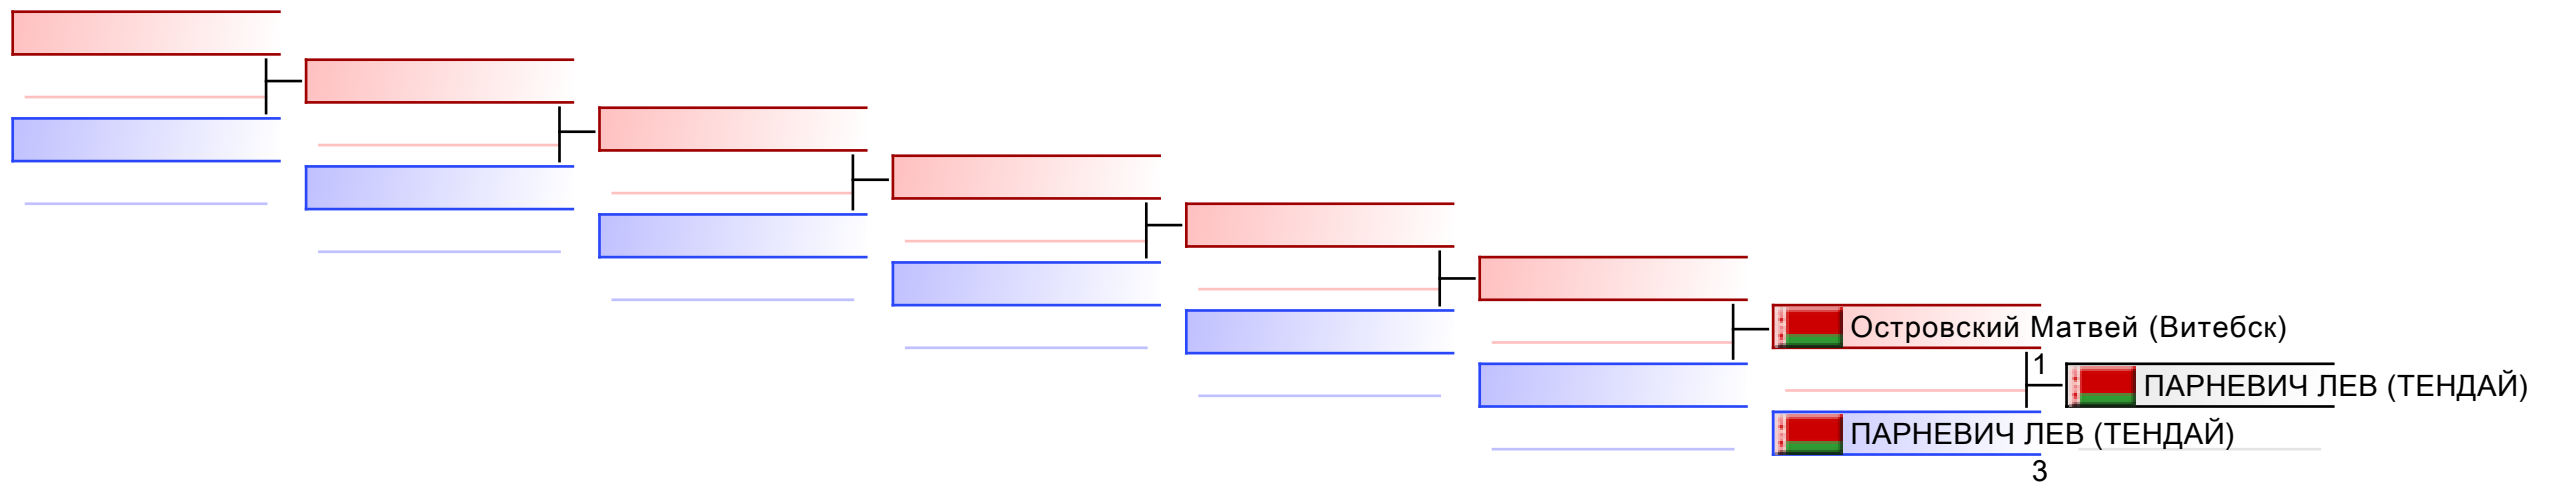 Островский Матвей (Витебск)
1
ПАРНЕВИЧ ЛЕВ (ТЕНДАЙ)
ПАРНЕВИЧ ЛЕВ (ТЕНДАЙ)
3